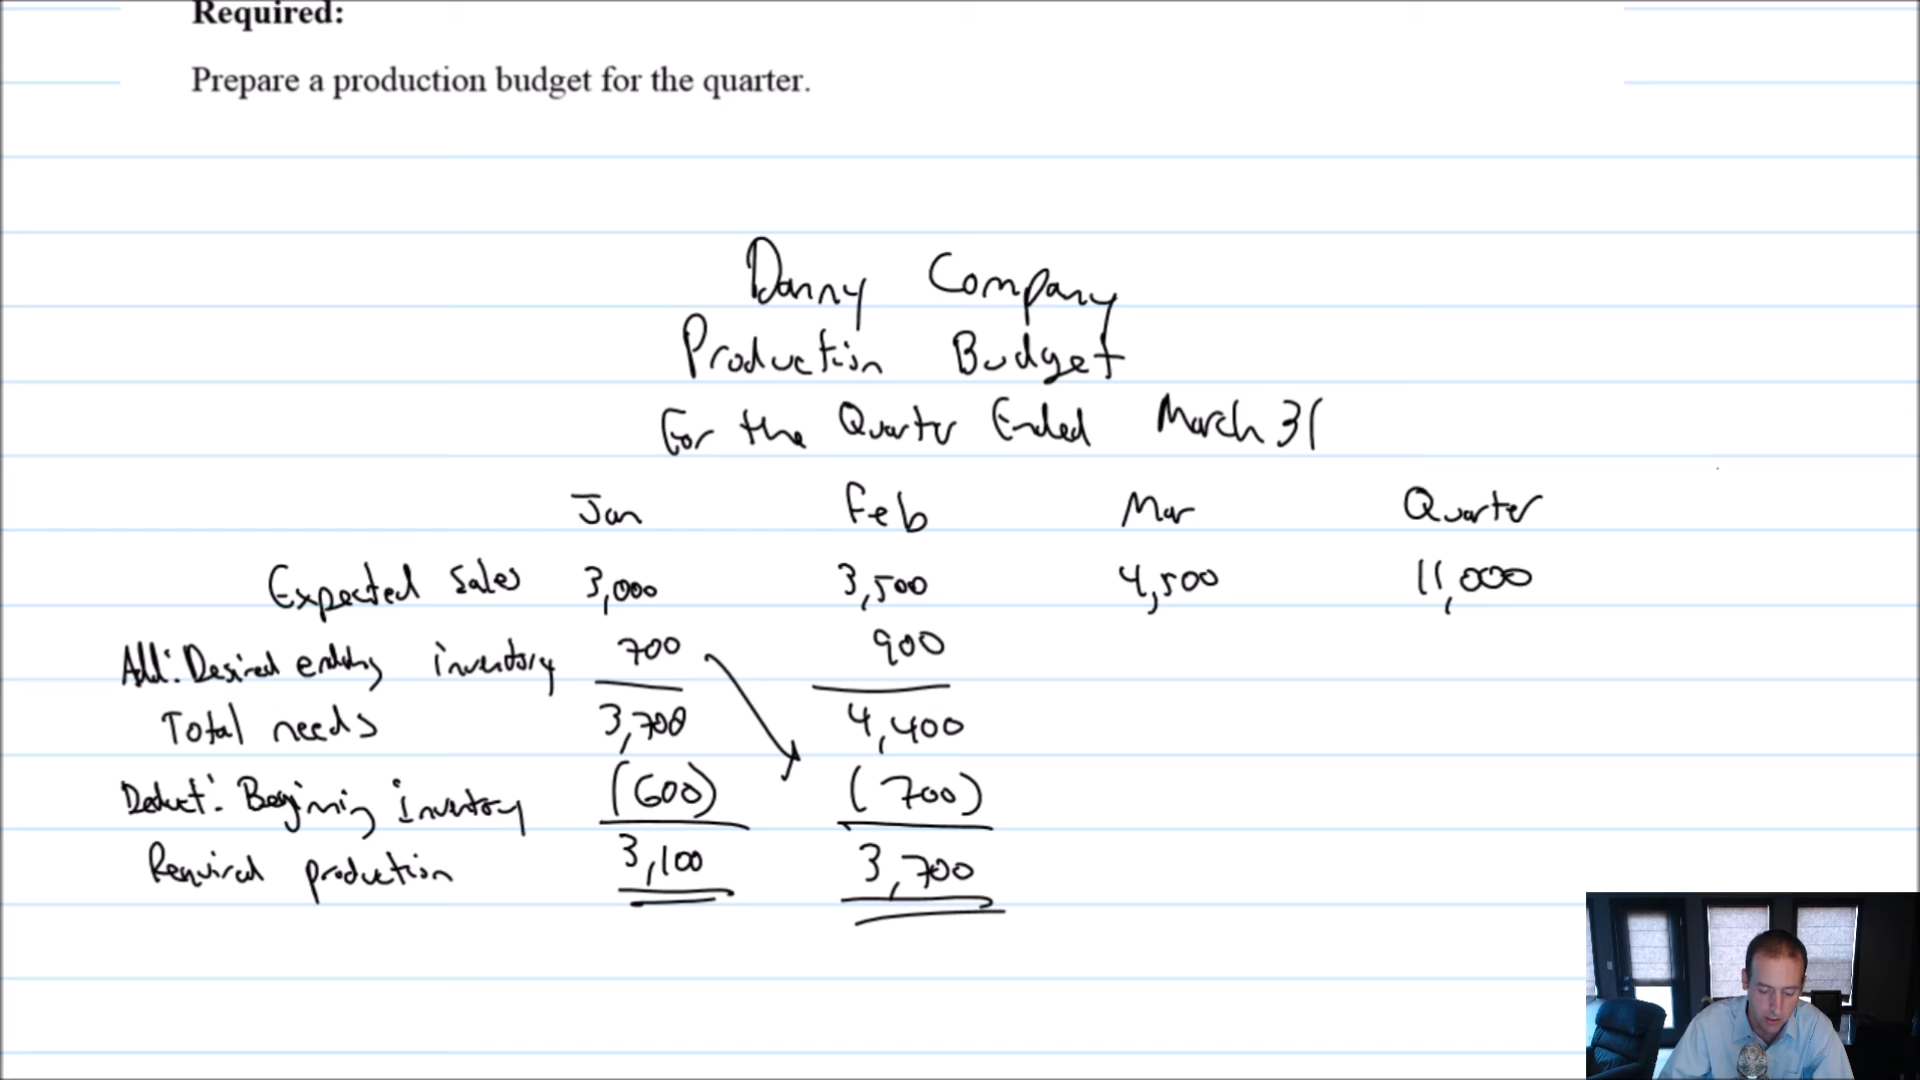 Required:
Prepare a production budget for the quarter.
Danny Company
Production Budget
For the Quarter Ended March 31
Jan Feb Mar Quarter
Expected Sales 3,000 3,500 4,500 11,000
Add: Desired ending inventory 700 900
Total needs 3,700 4,400
Deduct: Beginning inventory (600) (700)
Required production 3,100 3,700